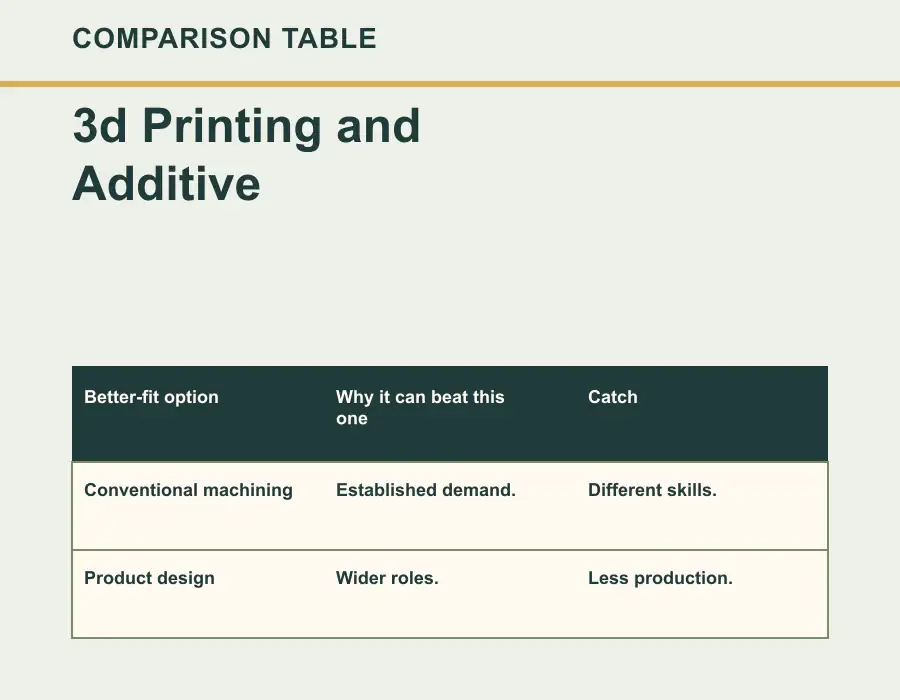 COMPARISON TABLE
3d Printing and
Additive
Better-fit option
Why it can beat this
one
Catch
Conventional machining
Established demand.
Different skills.
Product design
Wider roles.
Less production.